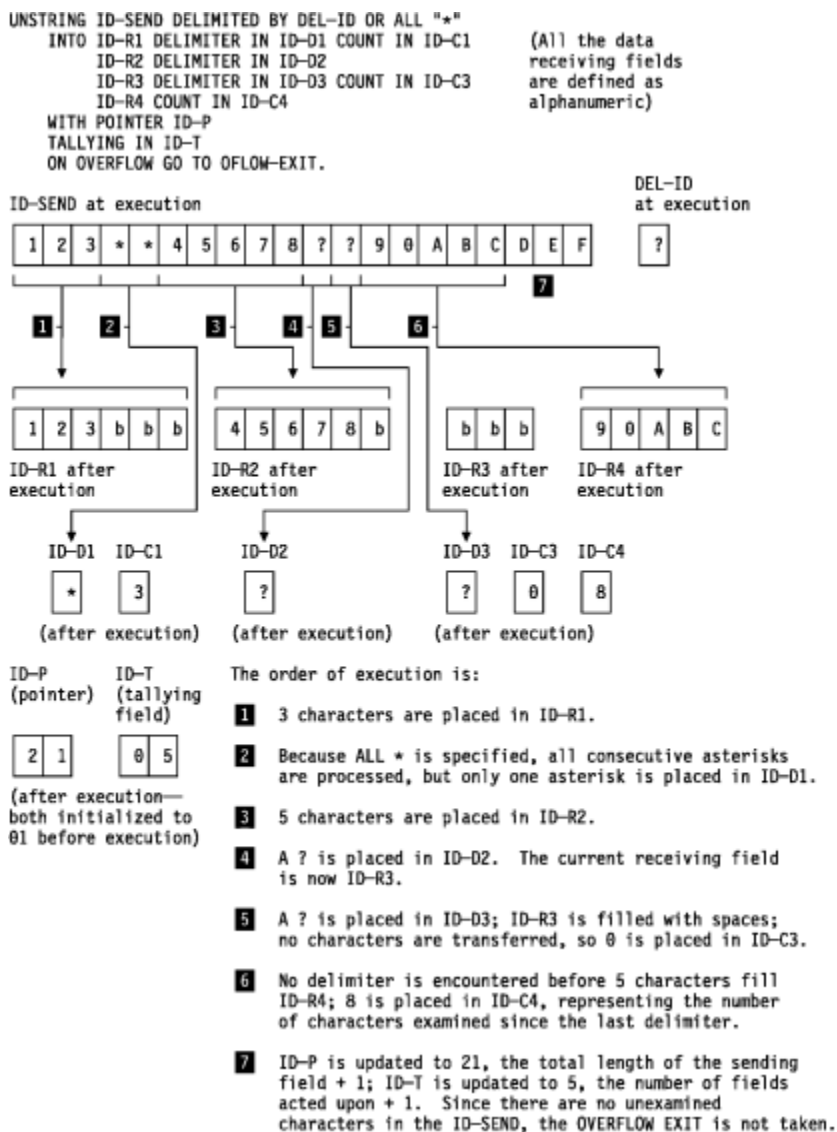 UNSTRING ID-SEND DELIMITED BY DEL-ID OR ALL "*"
INTO ID-R1 DELIMITER IN ID-D1 COUNT IN ID-C1 (All the data
ID-R2 DELIMITER IN ID-D2 receiving fields
ID-R3 DELIMITER IN ID-D3 COUNT IN ID-C3 are defined as
ID-R4 COUNT IN ID-C4 alphanumeric)
WITH POINTER ID-P
TALLYING IN ID-T
ON OVERFLOW GO TO OFLOW-EXIT.
DEL-ID
ID-SEND at execution at execution
1 2 3 * * 4 5 6 7 8 ? ? 9 0 A B C D E F ?
7
1 2 3 4 5 6
1 2 3 b b b 4 5 6 7 8 b b b b 9 0 A B C
ID-R1 after ID-R2 after ID-R3 after ID-R4 after
execution execution execution execution
ID-D1 ID-C1 ID-D2 ID-D3 ID-C3 ID-C4
* 3 ? ? 0 8
(after execution) (after execution) (after execution)
ID-P ID-T
(pointer) (tallying
field)
2 1 0 5
(after execution—
both initialized to
01 before execution)
The order of execution is:
1 3 characters are placed in ID-R1.
2 Because ALL * is specified, all consecutive asterisks
are processed, but only one asterisk is placed in ID-D1.
3 5 characters are placed in ID-R2.
4 A ? is placed in ID-D2. The current receiving field
is now ID-R3.
5 A ? is placed in ID-D3; ID-R3 is filled with spaces;
no characters are transferred, so 0 is placed in ID-C3.
6 No delimiter is encountered before 5 characters fill
ID-R4; 8 is placed in ID-C4, representing the number
of characters examined since the last delimiter.
7 ID-P is updated to 21, the total length of the sending
field + 1; ID-T is updated to 5, the number of fields
acted upon + 1. Since there are no unexamined
characters in the ID-SEND, the OVERFLOW EXIT is not taken.